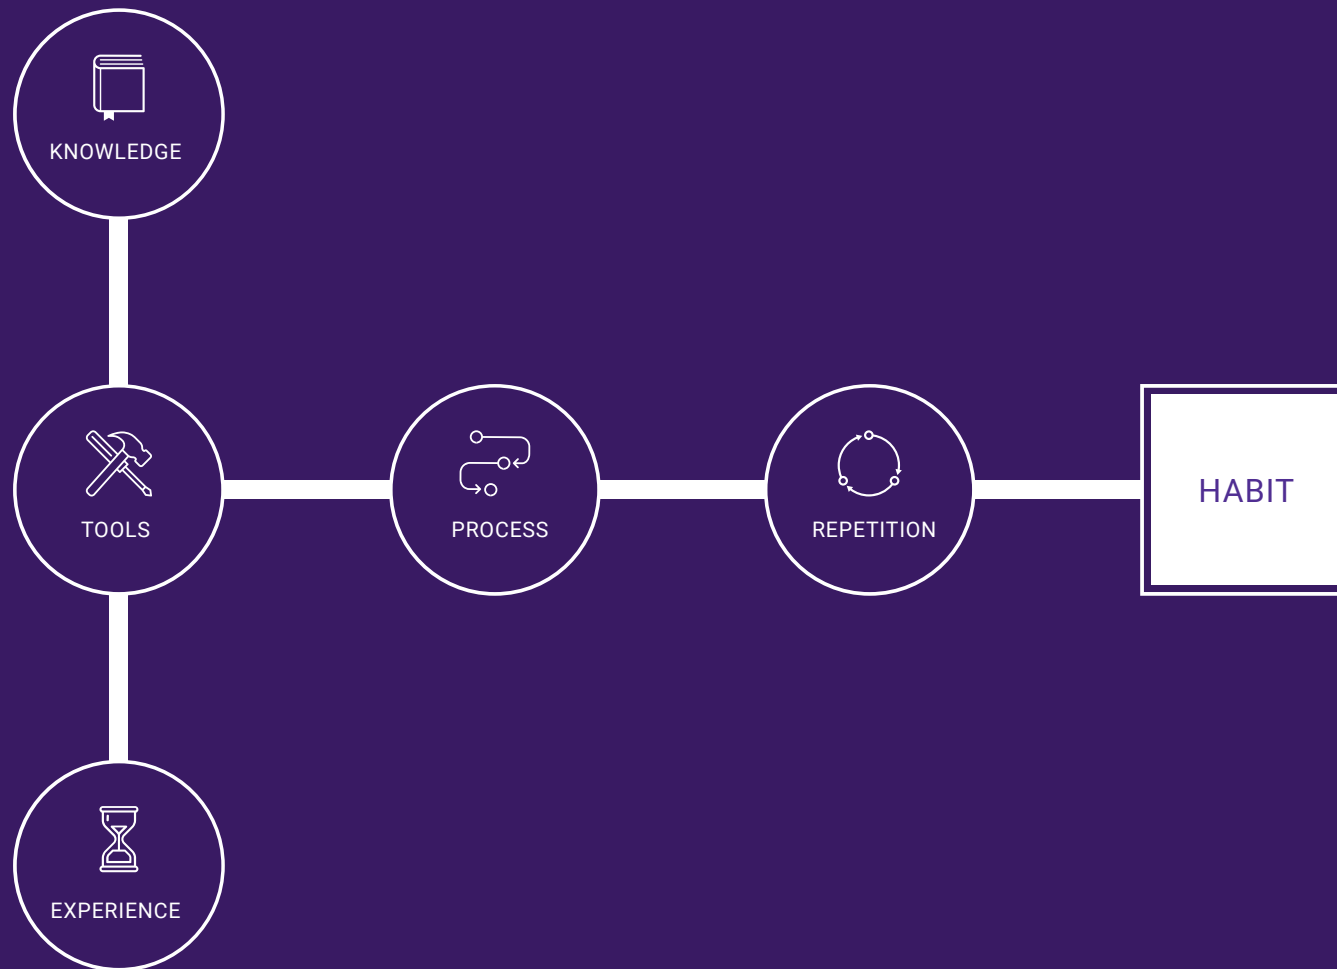 KNOWLEDGE
TOOLS
PROCESS
REPETITION
HABIT
EXPERIENCE